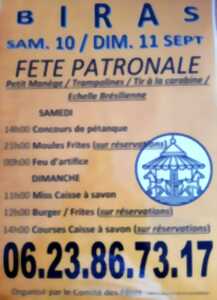 BIRAS
SAM. 10 / DIM. 11 SEPT
FETE PATRONALE
Petit Manège / Trampolines / Tir à la carabine /
Echelle Brésilienne
SAMEDI
14h00 Concours de pétanque
21h00 Moules Frites (sur réservations)
00h00 Feu d'artifice
DIMANCHE
11h00 Miss Caisse à savon
12h00 Burger / Frites (sur réservations)
14h00 Courses Caisse à savon (sur réservations)
06.23.86.73.17
Organisé par le Comité des Fêtes